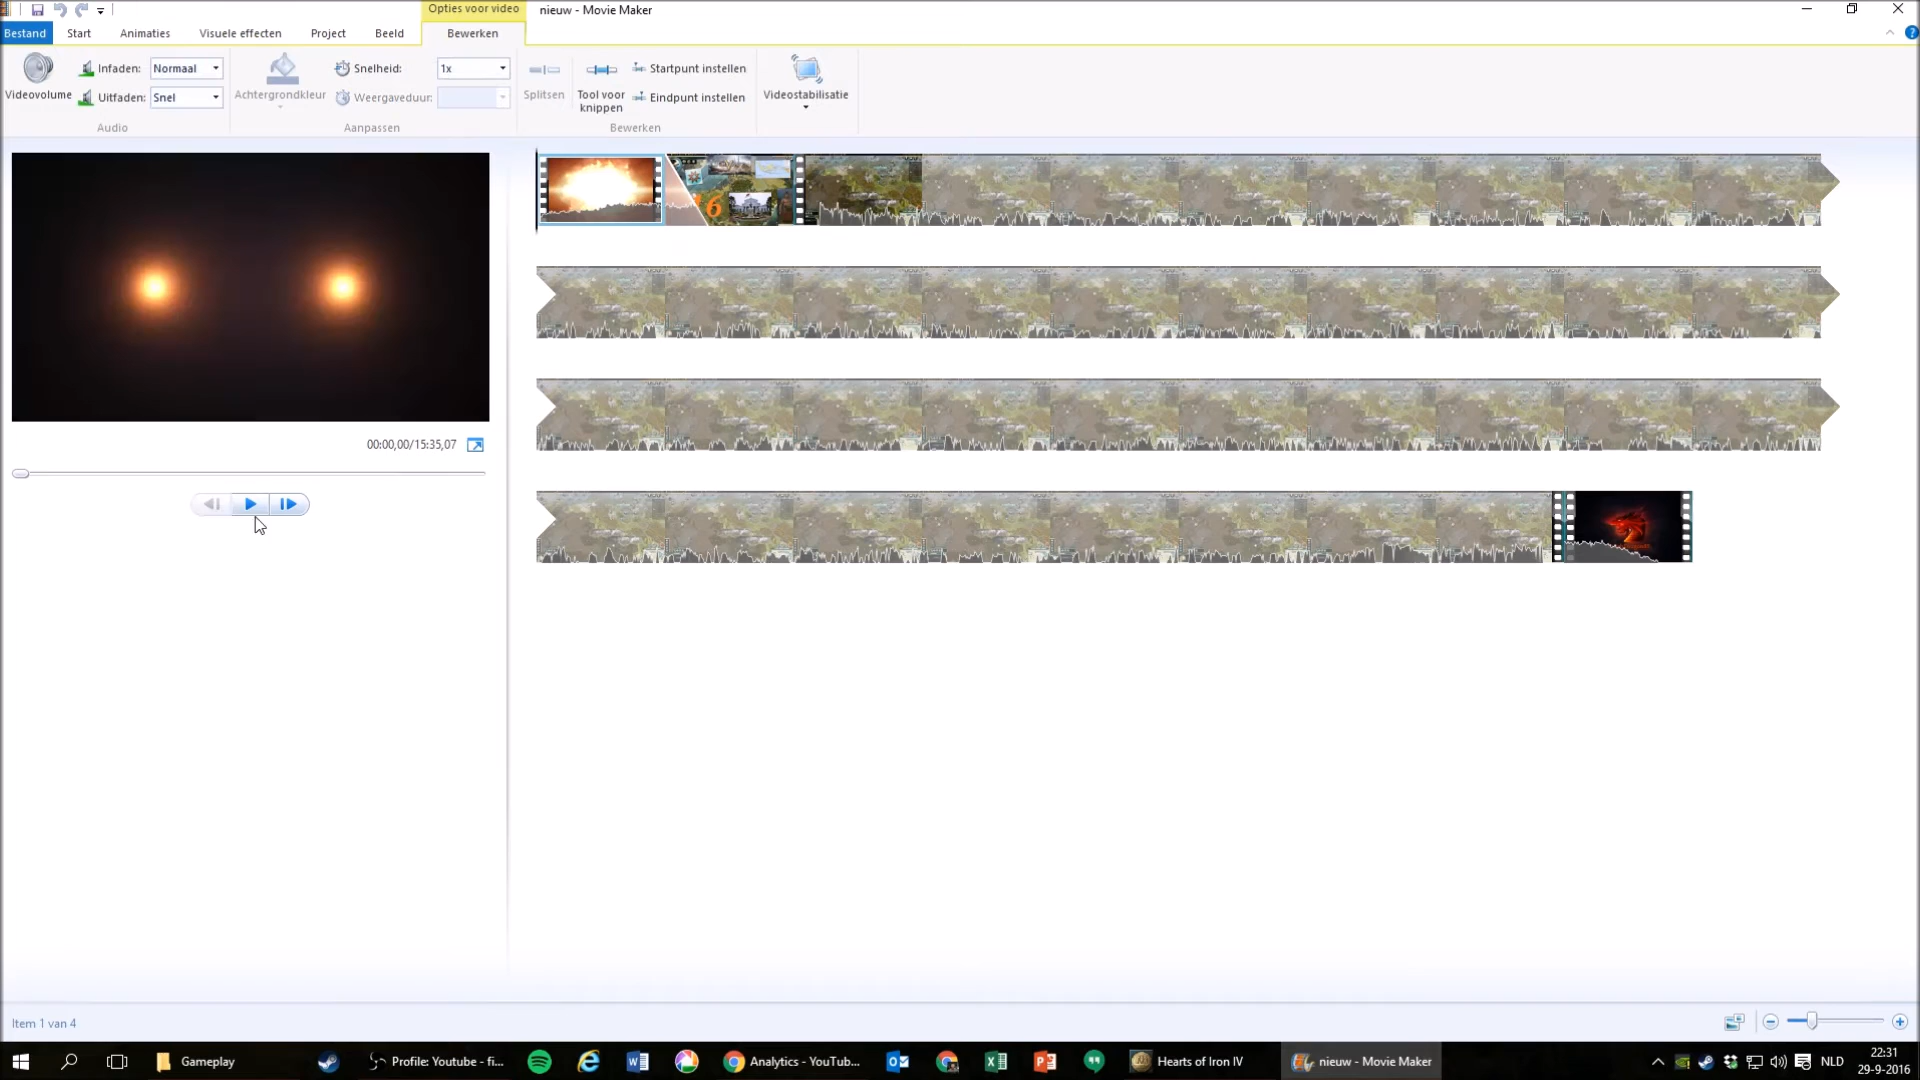 Opties voor video
nieuw - Movie Maker
Bestand
Start
Animaties
Visuele effecten
Project
Beeld
Bewerken
Videovolume
Infaden:
Normaal
Uitfaden:
Snel
Audio
Achtergrondkleur
Snelheid:
1x
Weergaveduur:
Aanpassen
Splitsen
Tool voor
knippen
Startpunt instellen
Eindpunt instellen
Bewerken
Videostabilisatie
6
00:00,00/15:35,07
Item 1 van 4
Gameplay
Profile: Youtube - fi...
Analytics - YouTub...
Hearts of Iron IV
nieuw - Movie Maker
NLD
22:31
29-9-2016